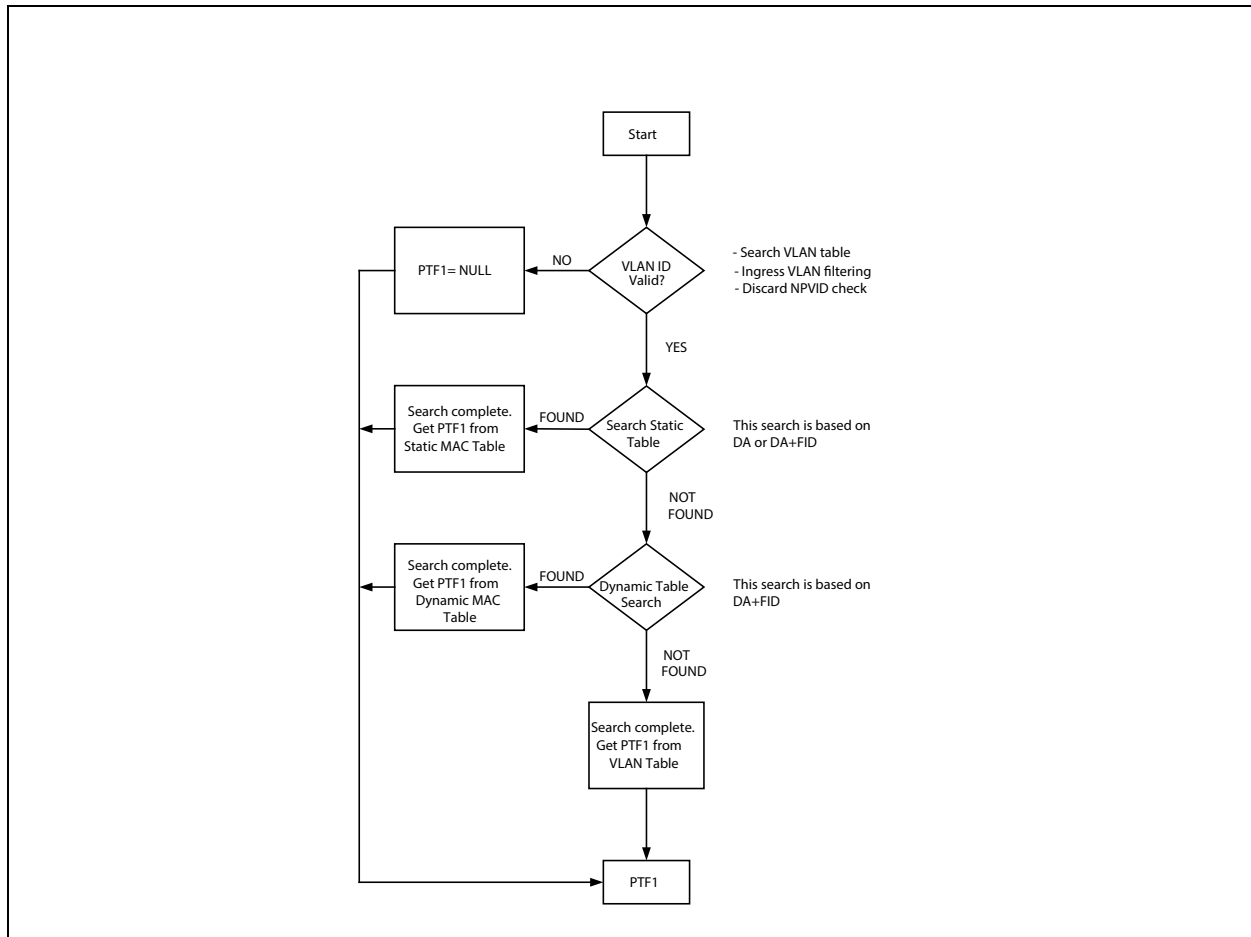 Start
PTF1= NULL
NO
VLAN ID
Valid?
- Search VLAN table
- Ingress VLAN filtering
- Discard NPVID check
YES
Search complete.
Get PTF1 from
Static MAC Table
FOUND
Search Static
Table
This search is based on
DA or DA+FID
NOT
FOUND
Search complete.
Get PTF1 from
Dynamic MAC
Table
FOUND
Dynamic Table
Search
This search is based on
DA+FID
NOT
FOUND
Search complete.
Get PTF1 from
VLAN Table
PTF1